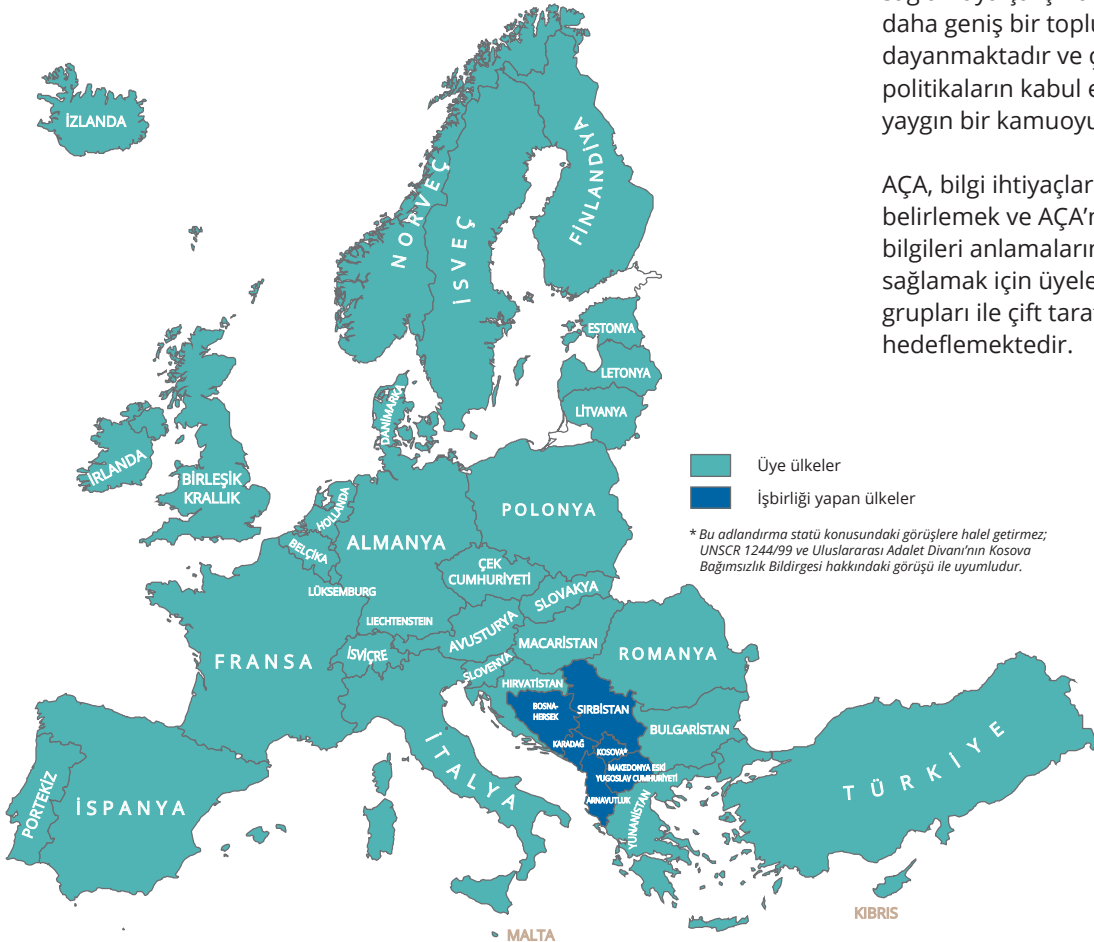 daha geniş bir toplu
dayanmaktadır ve
politikaların kabul e
yaygın bir kamuoyu
AÇA, bilgi ihtiyaçlar
belirlemek ve AÇA’n
bilgileri anlamaların
sağlamak için üyele
grupları ile çift taraf
hedeflemektedir.
İZLANDA
NORVEÇ
İSVEÇ
FİNLANDİYA
ESTONYA
LETONYA
LİTVANYA
DANİMARKA
İRLANDA
BİRLEŞİK
KRALLIK
HOLLANDA
BELÇİKA
ALMANYA
POLONYA
Üye ülkeler
İşbirliği yapan ülkeler
* Bu adlandırma statü konusundaki görüşlere halel getirmez;
UNSCR 1244/99 ve Uluslararası Adalet Divanı’nın Kosova
Bağımsızlık Bildirgesi hakkındaki görüşü ile uyumludur.
ÇEK
CUMHURİYETİ
LÜKSEMBURG
SLOVAKYA
LIECHTENSTEIN
AVUSTURYA
MACARİSTAN
FRANSA
İSVİÇRE
ROMANYA
SLOVENYA
HIRVATİSTAN
BOSNA-
HERSEK
SIRBİSTAN
BULGARİSTAN
KARADAĞ
KOSOVA*
MAKEDONYA ESKİ
YUGOSLAV CUMHURİYETİ
ARNAVUTLUK
YUNANİSTAN
İTALYA
TÜRKİYE
PORTEKİZ
İSPANYA
KIBRIS
MALTA